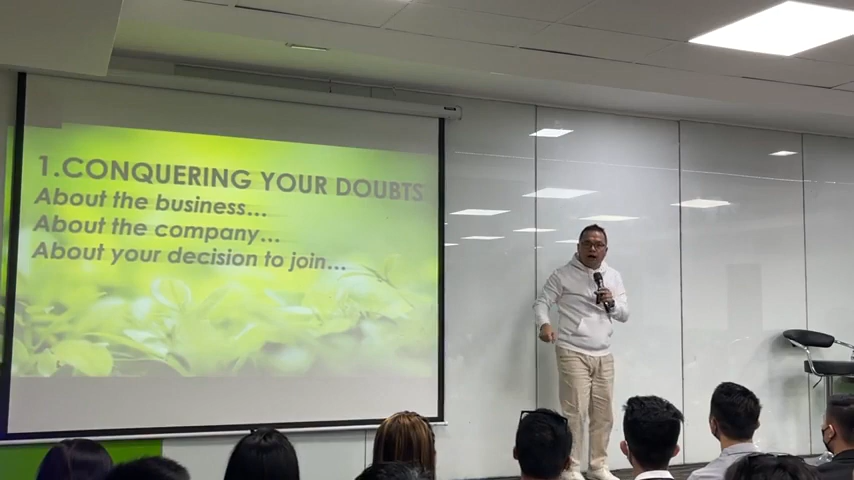 1.CONQUERING YOUR DOUBTS
About the business...
About the company...
About your decision to join...